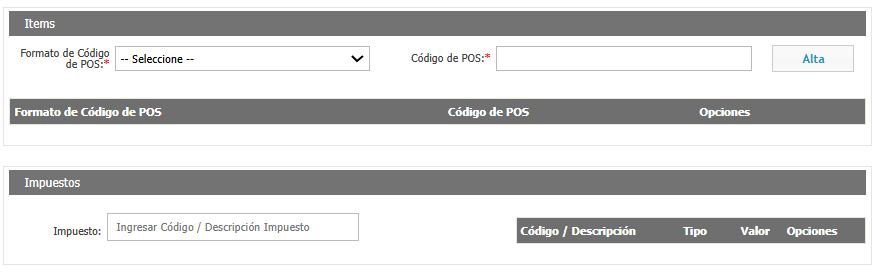 Items
Formato de Código
de POS:*
-- Seleccione --
Código de POS:*
Alta
Formato de Código de POS Código de POS Opciones
Impuestos
Impuesto:
Ingresar Código / Descripción Impuesto
Código / Descripción Tipo Valor Opciones